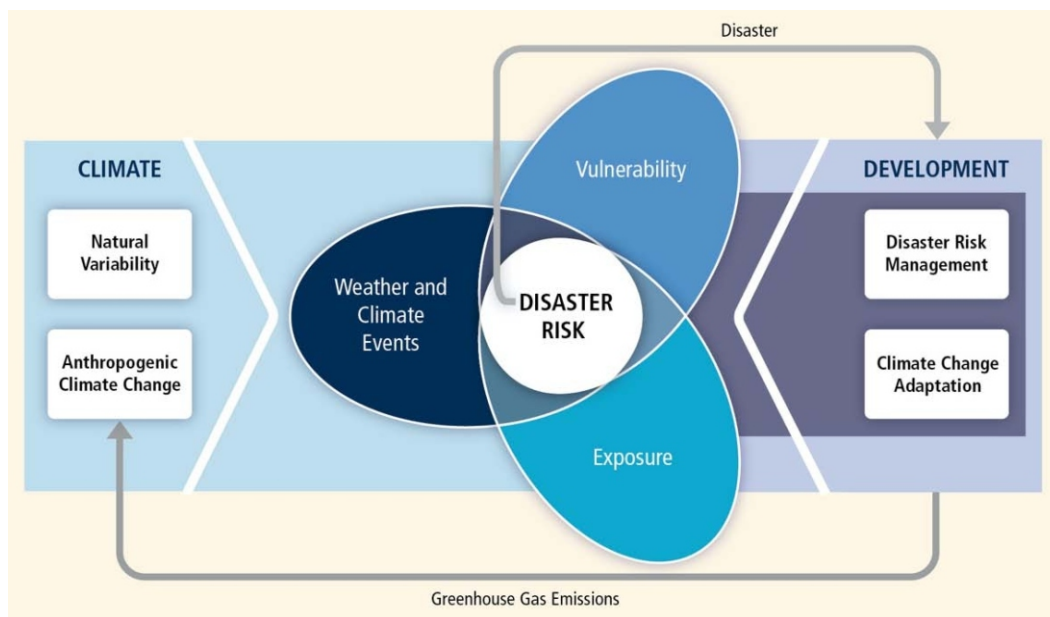 Disaster
CLIMATE
Natural
Variability
Anthropogenic
Climate Change
Weather and
Climate
Events
Vulnerability
DISASTER
RISK
Exposure
DEVELOPMENT
Disaster Risk
Management
Climate Change
Adaptation
Greenhouse Gas Emissions